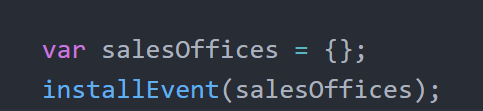 var salesOffices = {};
installEvent(salesOffices);